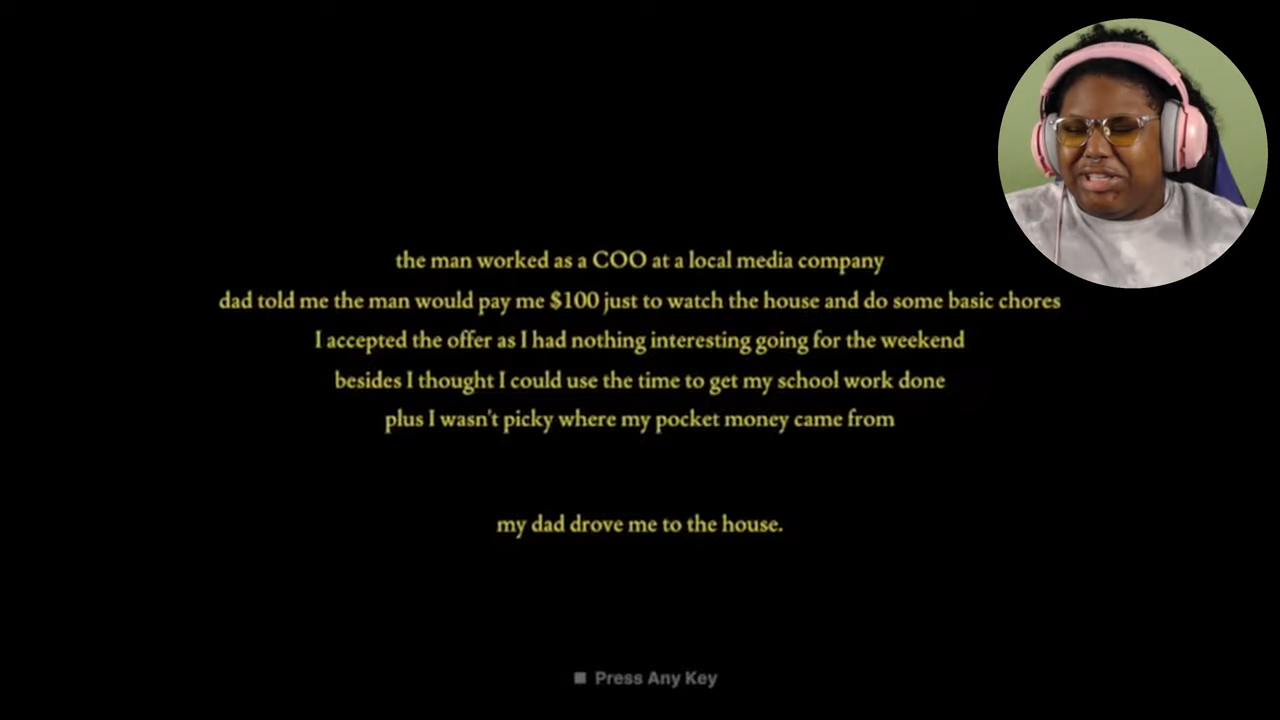 the man worked as a COO at a local media company
dad told me the man would pay me $100 just to watch the house and do some basic chores
I accepted the offer as I had nothing interesting going for the weekend
besides I thought I could use the time to get my school work done
plus I wasn't picky where my pocket money came from
my dad drove me to the house.
Press Any Key